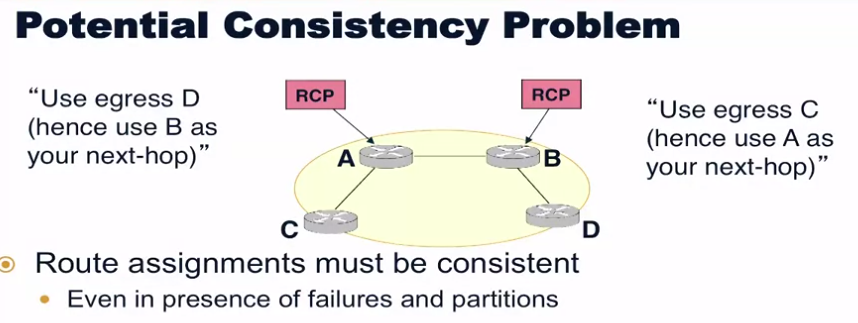 Potential Consistency Problem
“Use egress D
(hence use B as
your next-hop)”
RCP
RCP
“Use egress C
(hence use A as
your next-hop)”
A
B
C
D
Route assignments must be consistent
Even in presence of failures and partitions